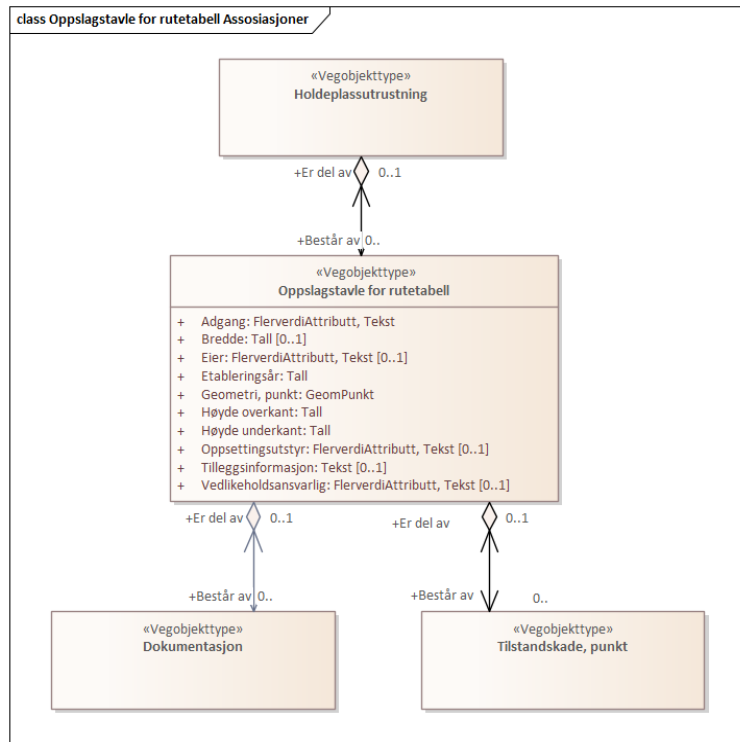 class Oppslagstavle for rutetabell Assosiasjoner
«Vegobjekttype»
Holdeplassutrustning
+Er del av 0..1
+Består av 0..
«Vegobjekttype»
Oppslagstavle for rutetabell
+ Adgang: FlerverdiAttributt, Tekst
+ Bredde: Tall [0..1]
+ Eier: FlerverdiAttributt, Tekst [0..1]
+ Etableringsår: Tall
+ Geometri, punkt: GeomPunkt
+ Høyde overkant: Tall
+ Høyde underkant: Tall
+ Oppsettingsutstyr: FlerverdiAttributt, Tekst [0..1]
+ Tilleggsinformasjon: Tekst [0..1]
+ Vedlikeholdsansvarlig: FlerverdiAttributt, Tekst [0..1]
+Er del av 0..1 +Er del av 0..1
+Består av 0.. +Består av 0..
«Vegobjekttype»
Dokumentasjon
«Vegobjekttype»
Tilstandskade, punkt